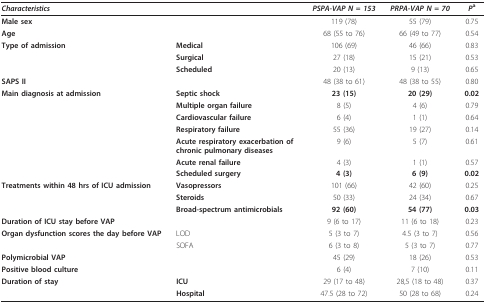 Characteristics PSPA-VAP N = 153 PRPA-VAP N = 70 Pa
Male sex 119 (78) 55 (79) 0.75
Age 68 (55 to 76) 66 (49 to 77) 0.54
Type of admission Medical 106 (69) 46 (66) 0.83
Surgical 27 (18) 15 (21) 0.53
Scheduled 20 (13) 9 (13) 0.65
SAPS II 48 (38 to 61) 48 (38 to 55) 0.80
Main diagnosis at admission Septic shock 23 (15) 20 (29) 0.02
Multiple organ failure 8 (5) 4 (6) 0.79
Cardiovascular failure 6 (4) 1 (1) 0.64
Respiratory failure 55 (36) 19 (27) 0.14
Acute respiratory exacerbation of 9 (6) 5 (7) 0.61
chronic pulmonary diseases
Acute renal failure 4 (3) 1 (1) 0.57
Scheduled surgery 4 (3) 6 (9) 0.02
Treatments within 48 hrs of ICU admission Vasopressors 101 (66) 42 (60) 0.25
Steroids 50 (33) 24 (34) 0.67
Broad-spectrum antimicrobials 92 (60) 54 (77) 0.03
Duration of ICU stay before VAP 9 (6 to 17) 11 (6 to 18) 0.23
Organ dysfunction scores the day before VAP LOD 5 (3 to 7) 4.5 (3 to 7) 0.56
SOFA 6 (3 to 8) 5 (3 to 7) 0.77
Polymicrobial VAP 45 (29) 18 (26) 0.53
Positive blood culture 6 (4) 7 (10) 0.11
Duration of stay ICU 29 (17 to 48) 28,5 (18 to 48) 0.37
Hospital 47.5 (28 to 72) 50 (28 to 68) 0.24